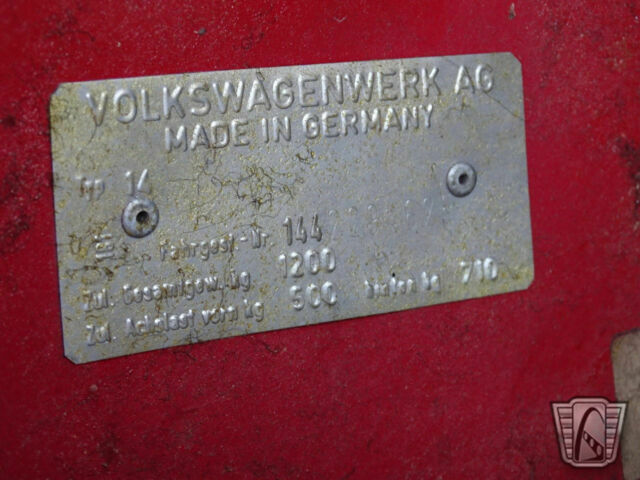 VOLKSWAGENWERK AG
MADE IN GERMANY
Typ 14
Fahrgest.-Nr. 144
Zul. Gesamtgew. kg 1200
Zul. Achslast vorn kg 500 hinten kg 710